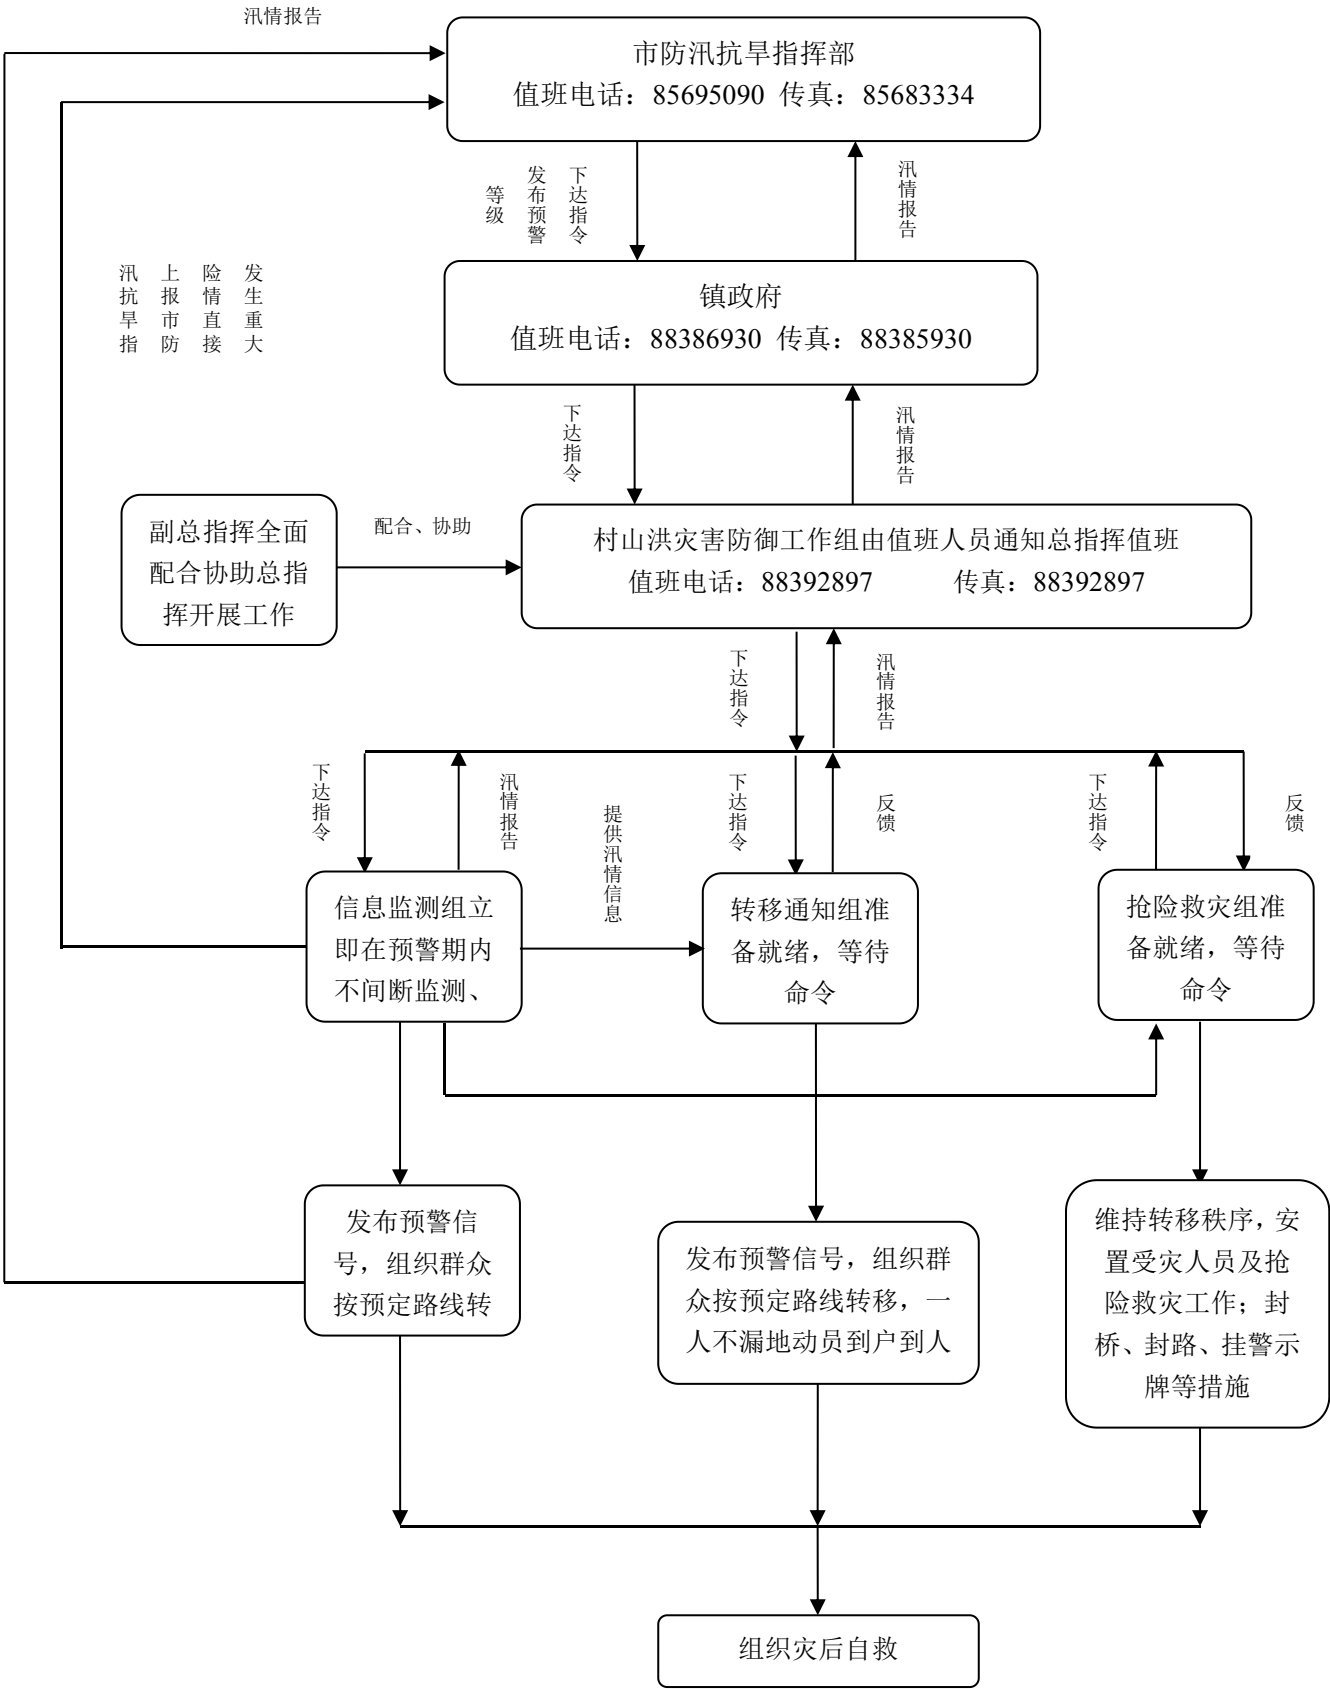 汛情报告
市防汛抗旱指挥部
值班电话：85695090 传真：85683334
下达指令
发布预警
等级
汛情报告
发生重大
险情直接
上报市防
汛抗旱指
镇政府
值班电话：88386930 传真：88385930
下达指令
汛情报告
副总指挥全面
配合协助总指
挥开展工作
配合、协助
村山洪灾害防御工作组由值班人员通知总指挥值班
值班电话：88392897 传真：88392897
下达指令
汛情报告
下达指令
汛情报告
提供汛情信息
下达指令
反馈
下达指令
反馈
信息监测组立
即在预警期内
不间断监测、
转移通知组准
备就绪，等待
命令
抢险救灾组准
备就绪，等待
命令
发布预警信
号，组织群众
按预定路线转
发布预警信号，组织群
众按预定路线转移，一
人不漏地动员到户到人
维持转移秩序，安
置受灾人员及抢
险救灾工作；封
桥、封路、挂警示
牌等措施
组织灾后自救